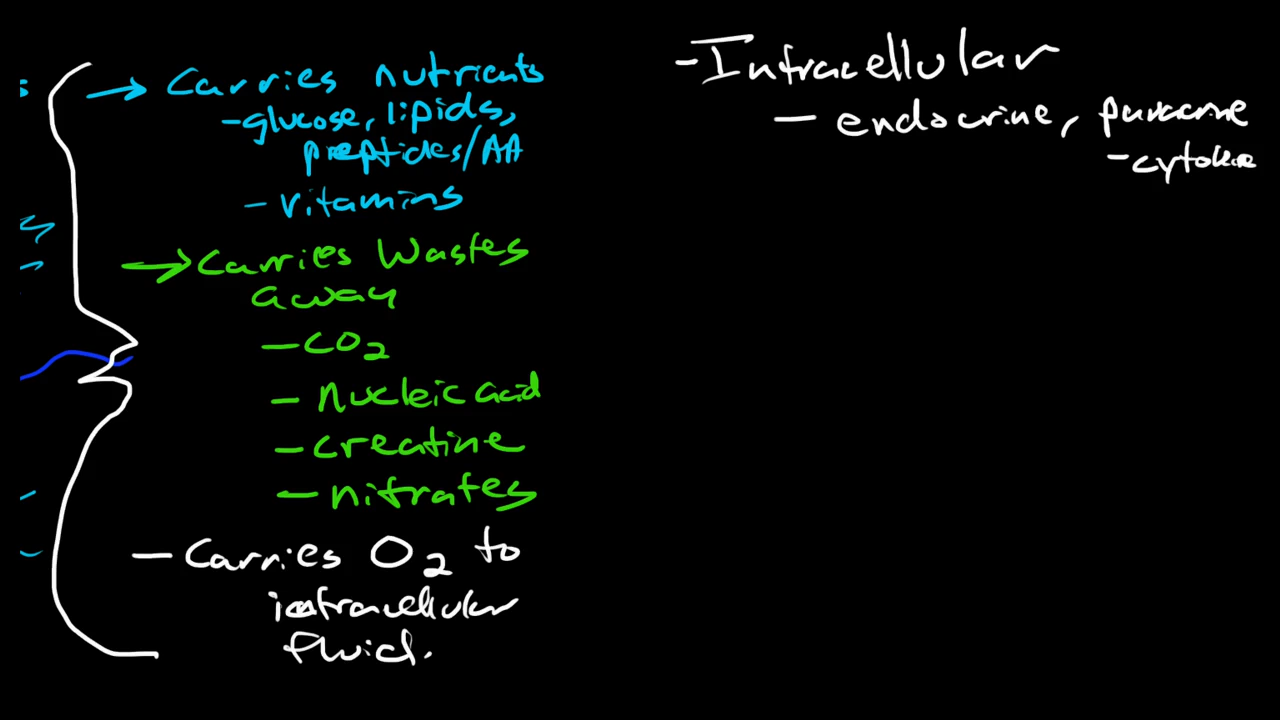 → Carries nutrients
-glucose, lipids,
peptides/AA
- vitamins
→ Carries Wastes
away
- CO2
- nucleic acid
- creatine
- nitrates
- Carries O2 to
intracellular
fluid.
- Intracellular
- endocrine, paracrine
- cytokine